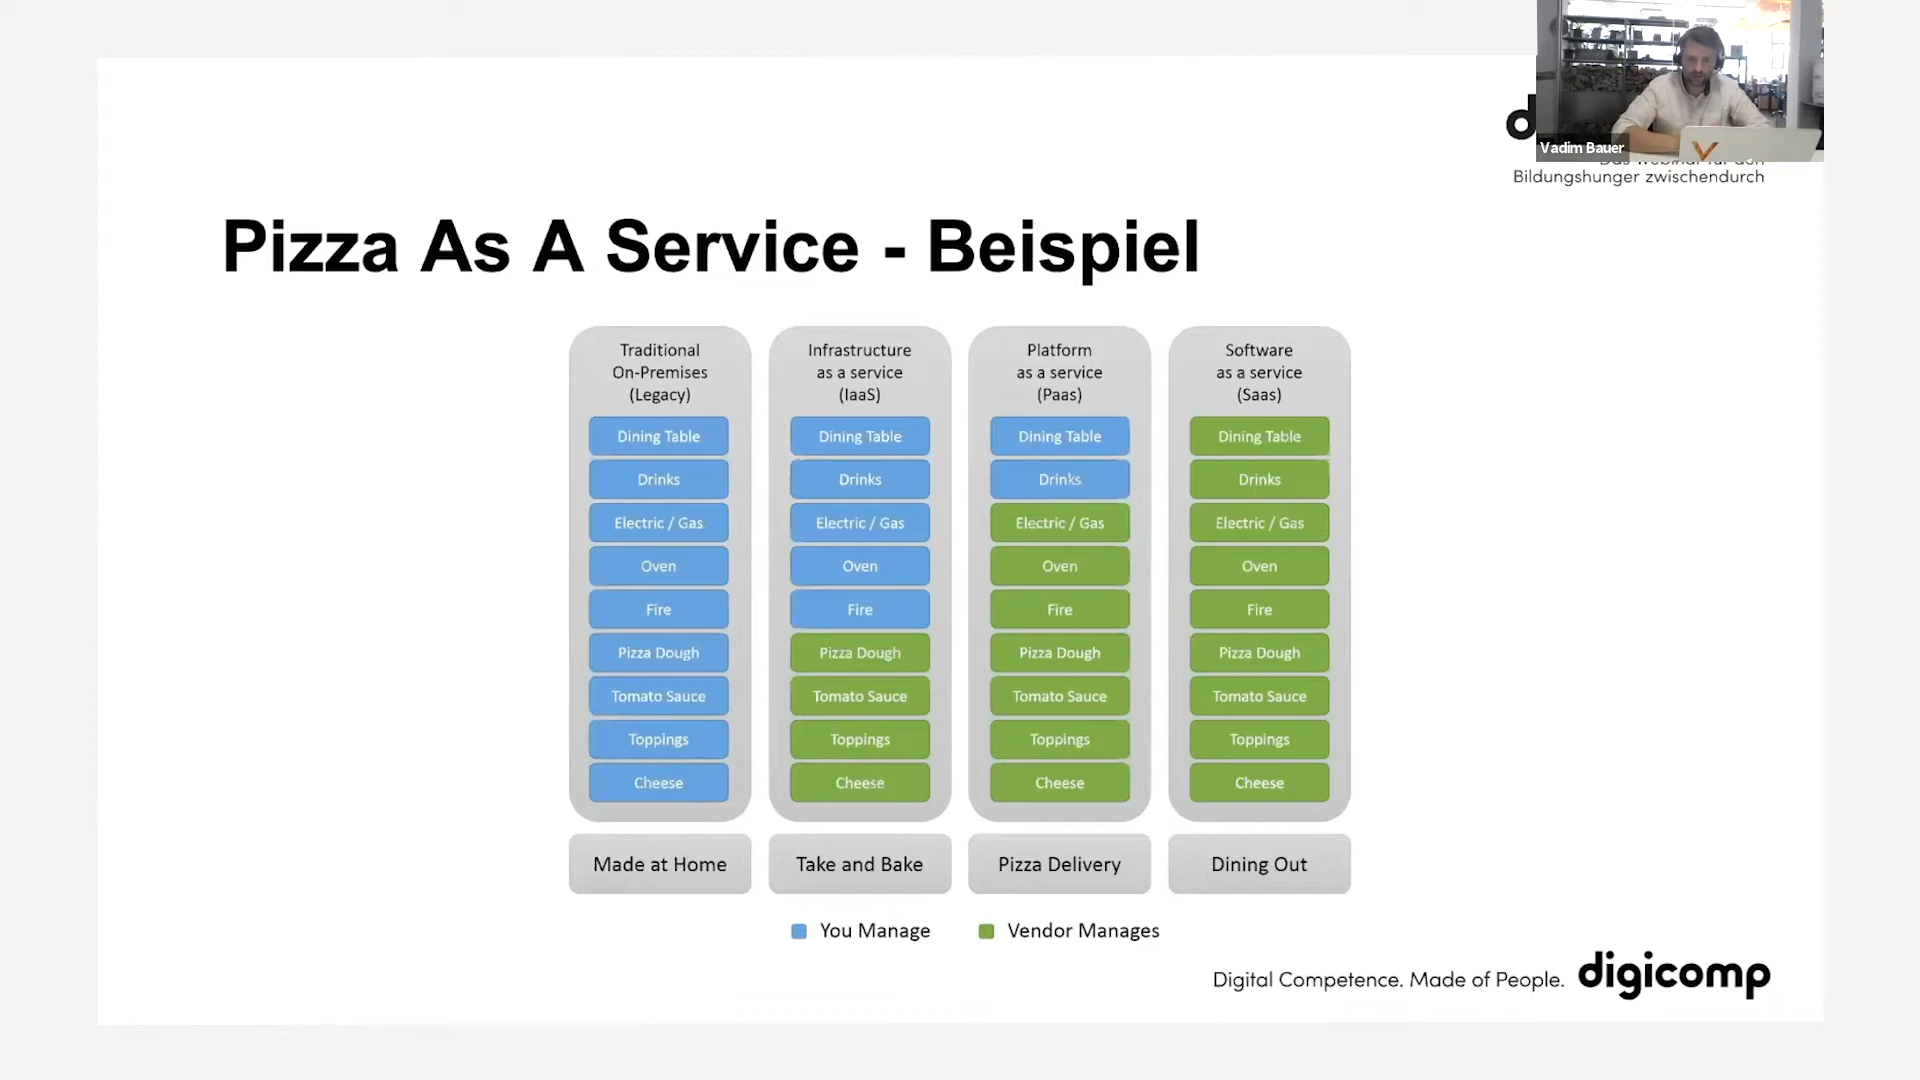 Vadim Bauer
Bildungshunger zwischendurch
Pizza As A Service - Beispiel
Traditional
On-Premises
(Legacy)
Dining Table
Drinks
Electric / Gas
Oven
Fire
Pizza Dough
Tomato Sauce
Toppings
Cheese
Made at Home
Infrastructure
as a service
(IaaS)
Dining Table
Drinks
Electric / Gas
Oven
Fire
Pizza Dough
Tomato Sauce
Toppings
Cheese
Take and Bake
Platform
as a service
(Paas)
Dining Table
Drinks
Electric / Gas
Oven
Fire
Pizza Dough
Tomato Sauce
Toppings
Cheese
Pizza Delivery
Software
as a service
(Saas)
Dining Table
Drinks
Electric / Gas
Oven
Fire
Pizza Dough
Tomato Sauce
Toppings
Cheese
Dining Out
You Manage
Vendor Manages
Digital Competence. Made of People. digicomp